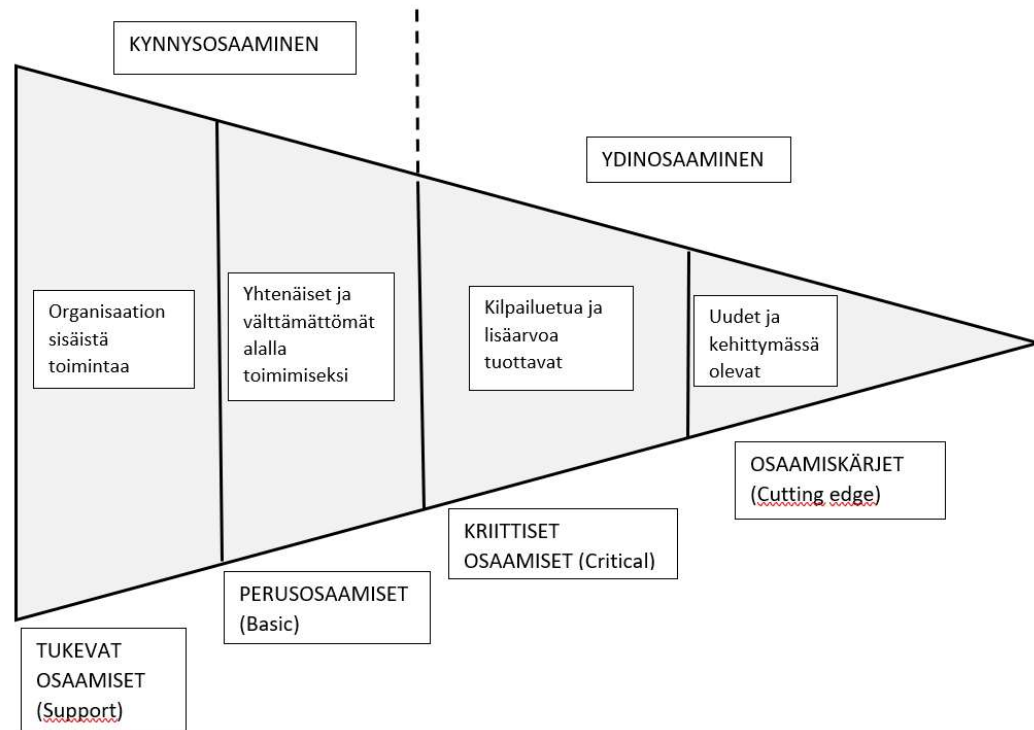 KYNNYSOSAAMINEN
YDINOSAAMINEN
Organisaation
sisäistä
toimintaa
Yhtenäiset ja
välttämättömät
alalla
toimimiseksi
Kilpailuetua ja
lisäarvoa
tuottavat
Uudet ja
kehittymässä
olevat
TUKEVAT
OSAAMISET
(Support)
PERUSOSAAMISET
(Basic)
KRIITTISET
OSAAMISET (Critical)
OSAAMISKÄRJET
(Cutting edge)